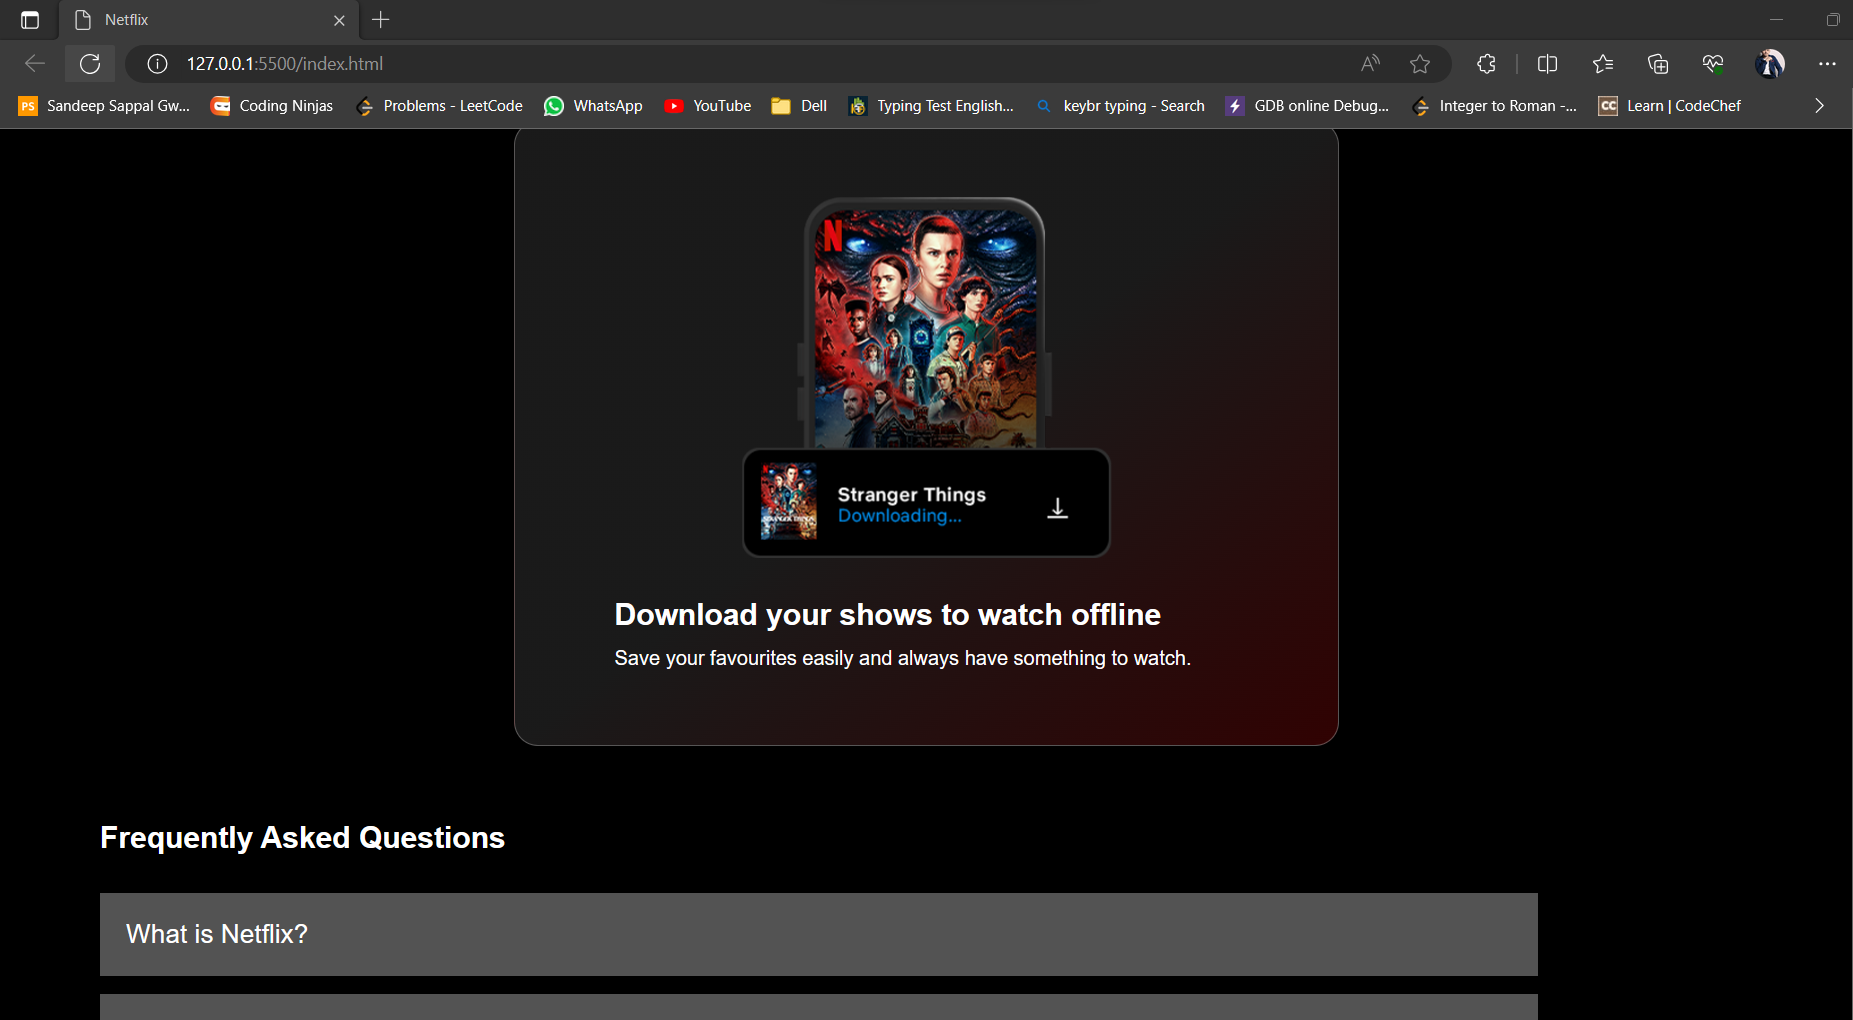 Netflix
127.0.0.1:5500/index.html
PS Sandeep Sappal Gw... Coding Ninjas Problems - LeetCode WhatsApp YouTube Dell Typing Test English... keybr typing - Search GDB online Debug... Integer to Roman -... CC Learn | CodeChef
N
Stranger Things
Downloading...
Download your shows to watch offline
Save your favourites easily and always have something to watch.
Frequently Asked Questions
What is Netflix?